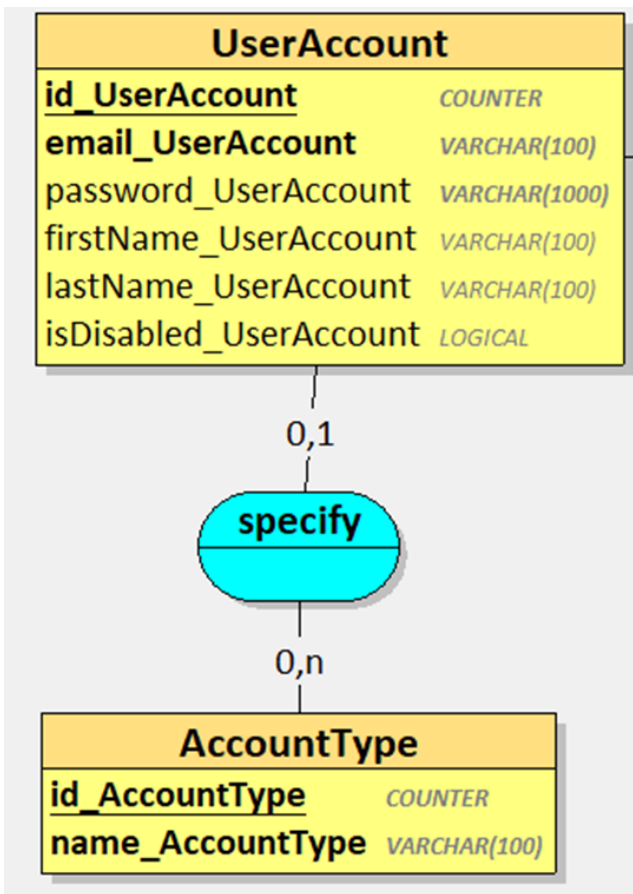 UserAccount
id_UserAccount COUNTER
email_UserAccount VARCHAR(100)
password_UserAccount VARCHAR(1000)
firstName_UserAccount VARCHAR(100)
lastName_UserAccount VARCHAR(100)
isDisabled_UserAccount LOGICAL
0,1
specify
0,n
AccountType
id_AccountType COUNTER
name_AccountType VARCHAR(100)